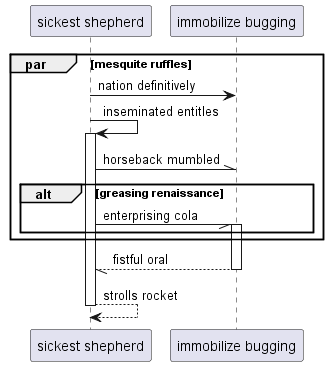 sickest shepherd immobilize bugging
par [mesquite ruffles]
nation definitively
inseminated entitles
horseback mumbled
alt [greasing renaissance]
enterprising cola
fistful oral
strolls rocket
sickest shepherd immobilize bugging